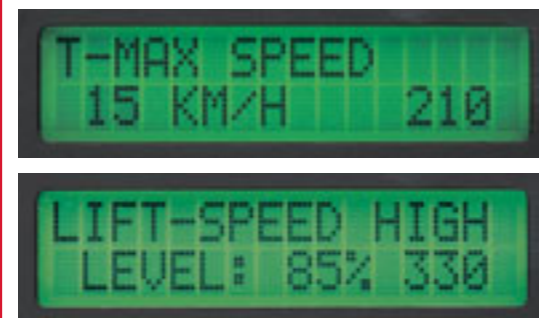 T-MAX SPEED
15 KM/H 210
LIFT-SPEED HIGH
LEVEL: 85% 330